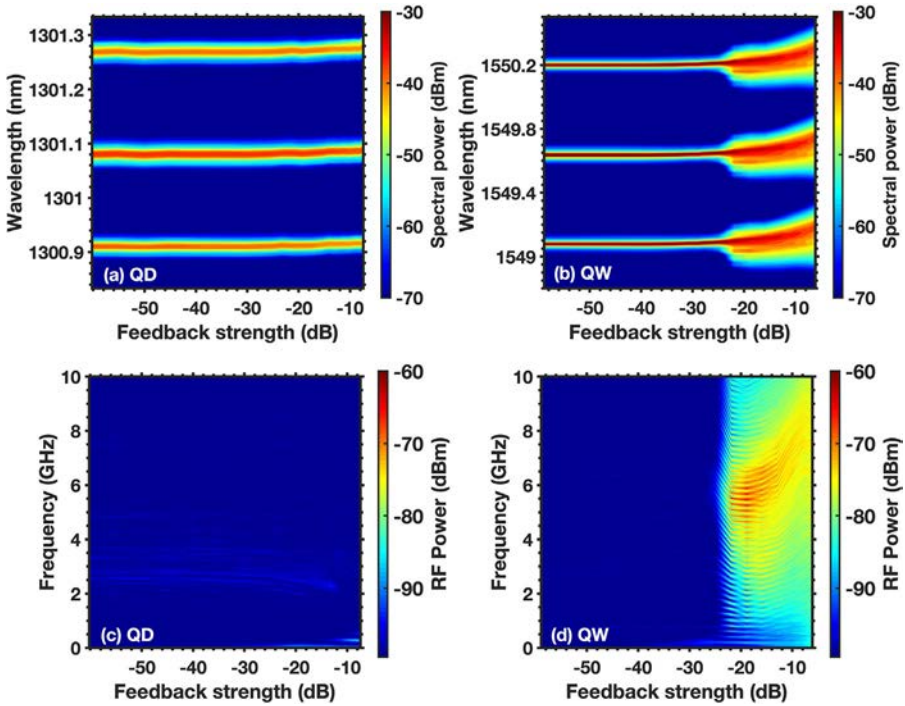 1301.3
1301.2
1301.1
1301
1300.9
Wavelength (nm)
(a) QD
-50 -40 -30 -20 -10
Feedback strength (dB)
-30
-40
-50
-60
-70
Spectral power (dBm)
1550.2
1549.8
1549.4
1549
Wavelength (nm)
(b) QW
-50 -40 -30 -20 -10
Feedback strength (dB)
-30
-40
-50
-60
-70
Spectral power (dBm)
10
8
6
4
2
0
Frequency (GHz)
(c) QD
-50 -40 -30 -20 -10
Feedback strength (dB)
-60
-70
-80
-90
RF Power (dBm)
10
8
6
4
2
0
Frequency (GHz)
(d) QW
-50 -40 -30 -20 -10
Feedback strength (dB)
-60
-70
-80
-90
RF Power (dBm)